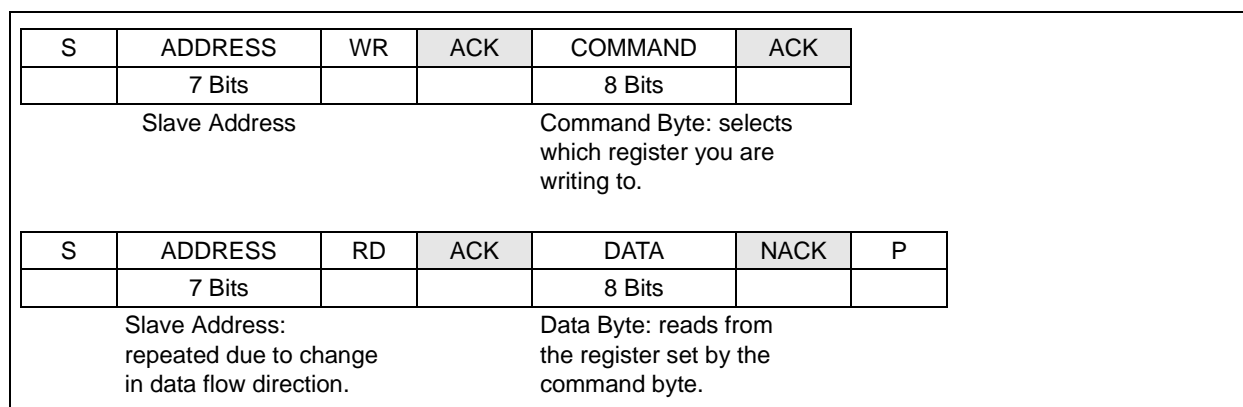 S ADDRESS WR ACK COMMAND ACK
7 Bits 8 Bits
Slave Address
Command Byte: selects
which register you are
writing to.
S ADDRESS RD ACK DATA NACK P
7 Bits 8 Bits
Slave Address:
repeated due to change
in data flow direction.
Data Byte: reads from
the register set by the
command byte.